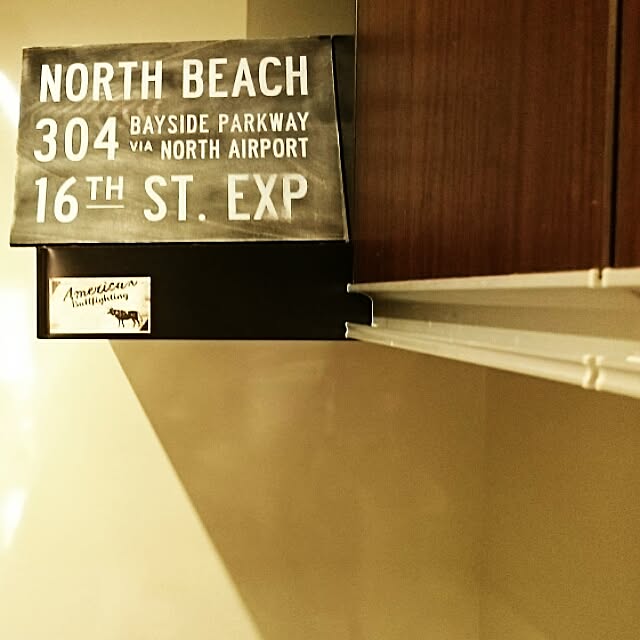 NORTH BEACH
304 BAYSIDE PARKWAY
VIA NORTH AIRPORT
16TH ST. EXP
American
Bullfighting